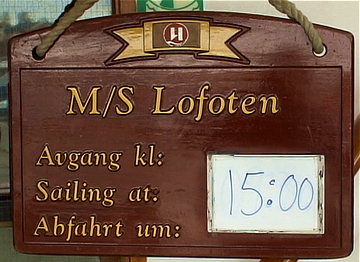 M/S Lofoten
Avgang kl:
Sailing at:
Abfahrt um:
15:00